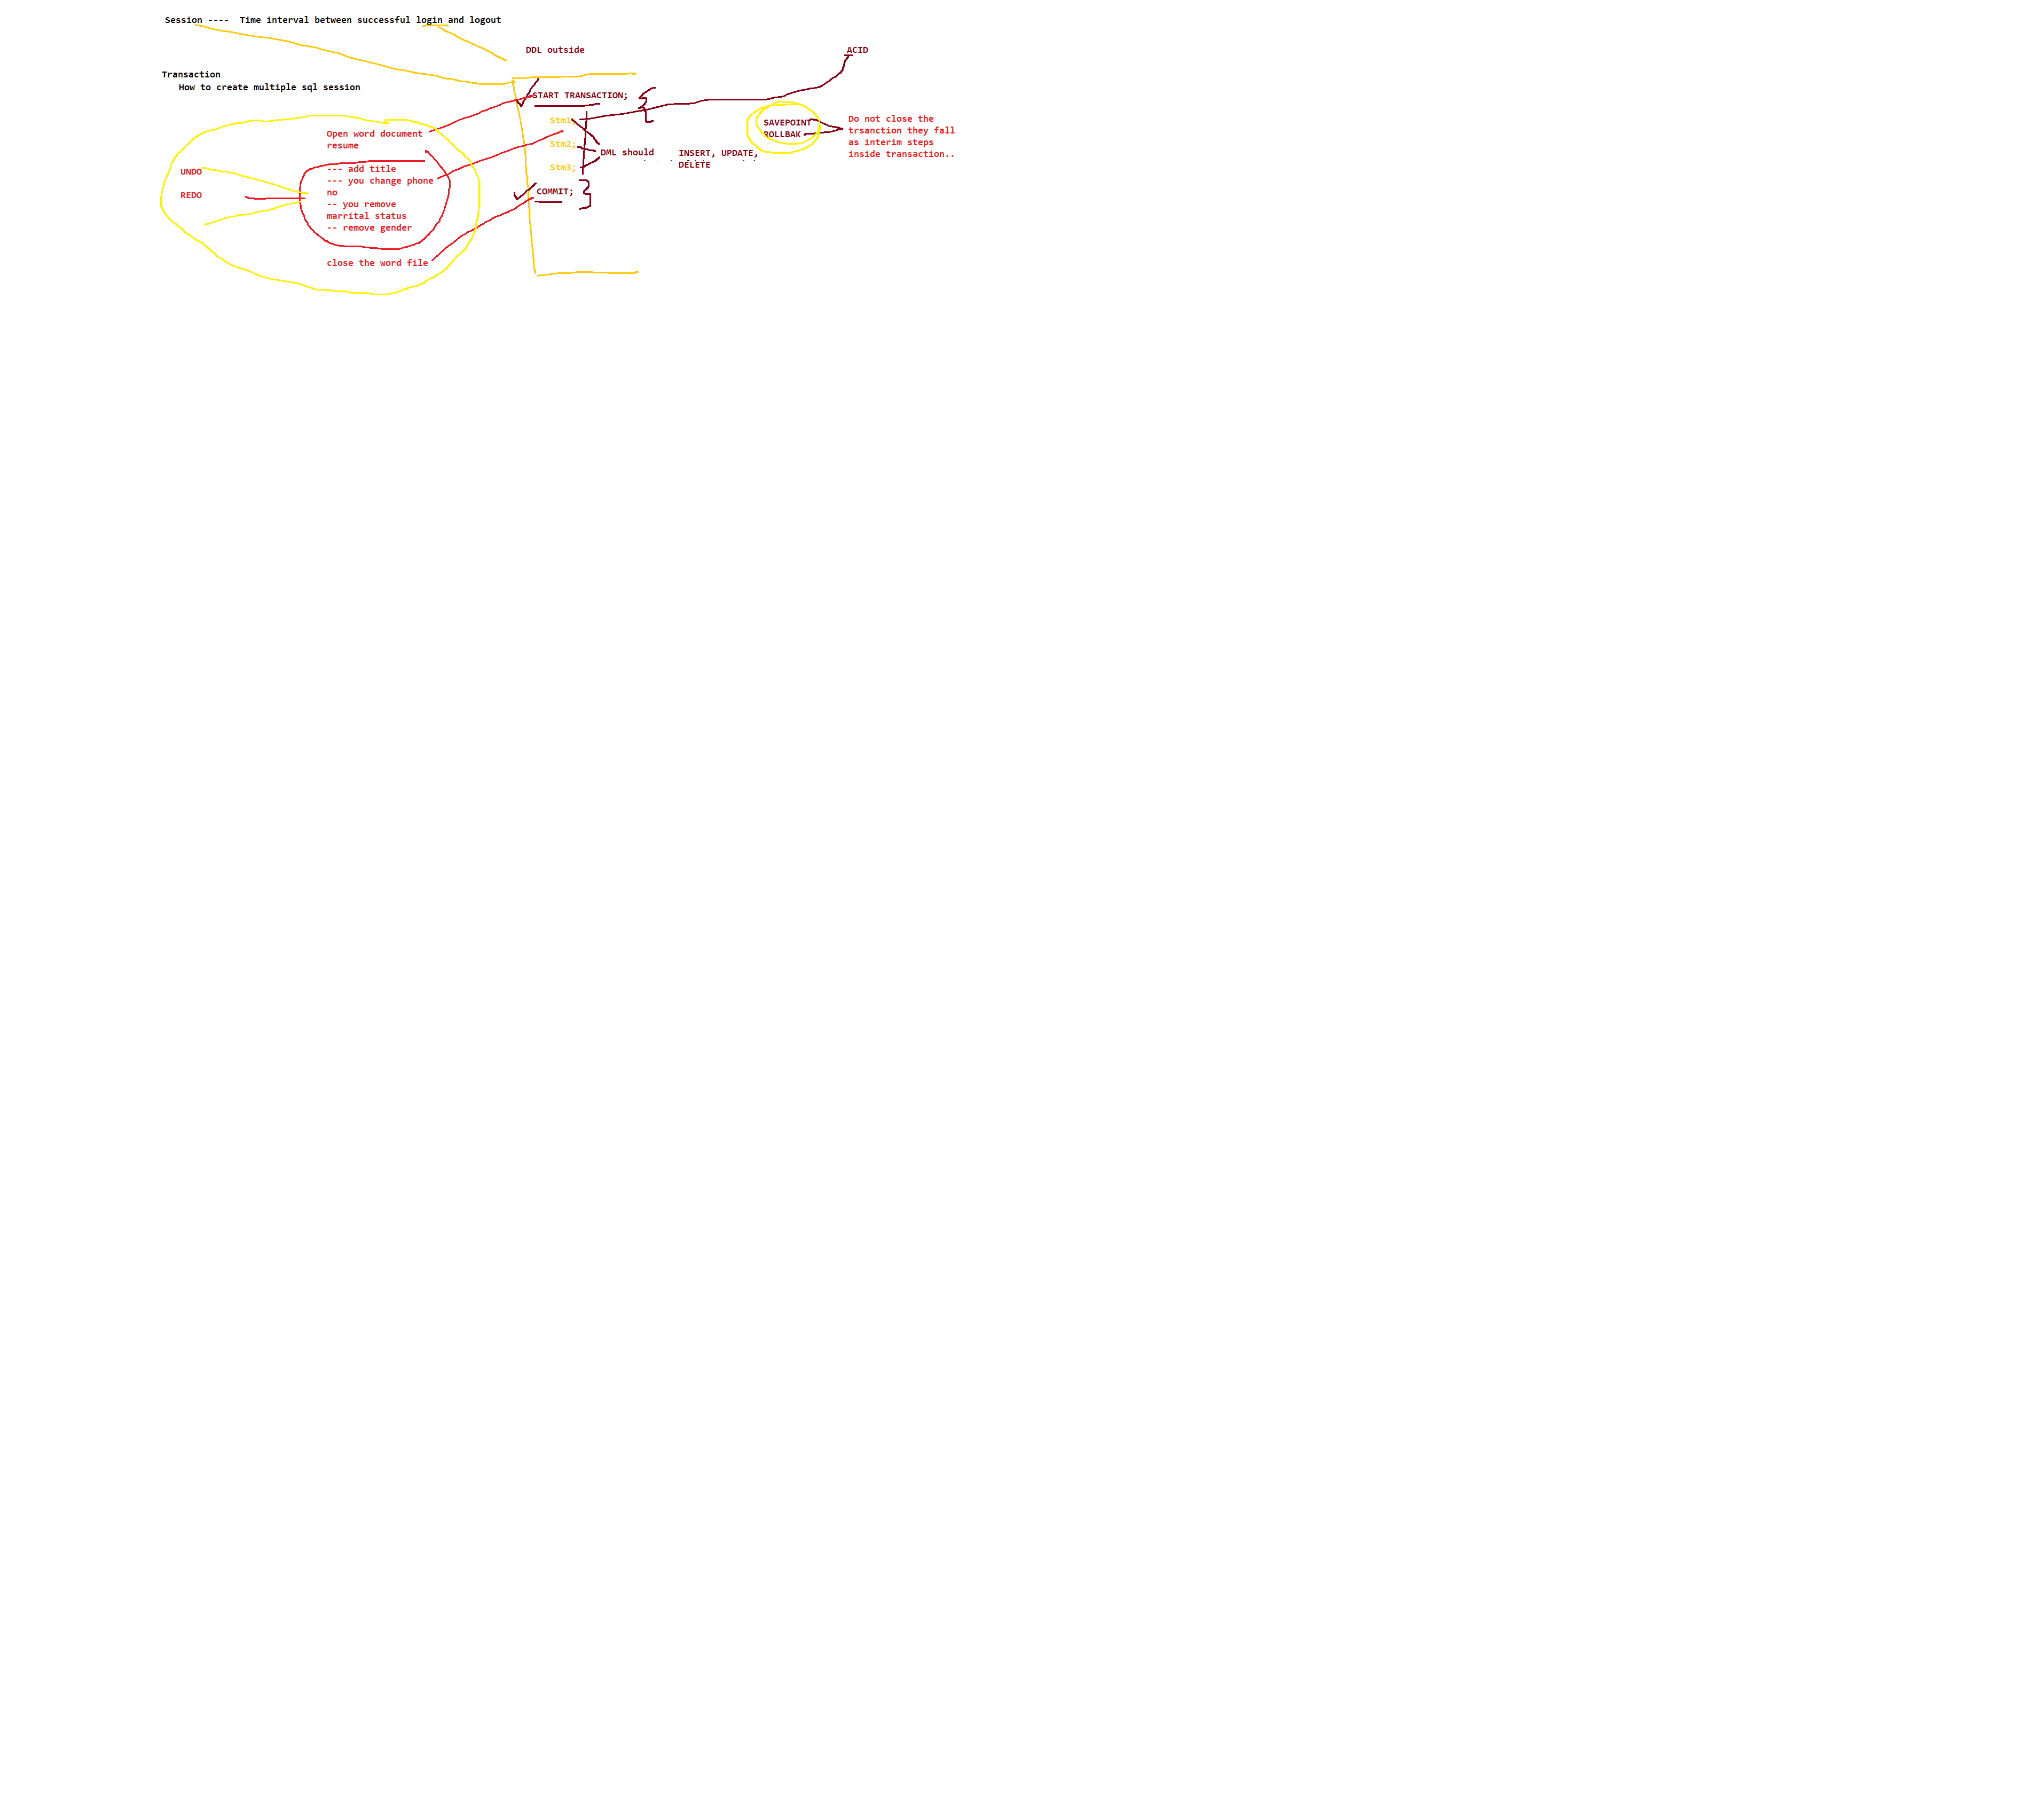 Session ----  Time interval between successful login and logout
DDL outside
ACID
Transaction
How to create multiple sql session
START TRANSACTION;
Stm1;
Stm2;
Stm3;
COMMIT;
DML should
INSERT, UPDATE,
DELETE
SAVEPOINT
ROLLBAK
Do not close the
trsanction they fall
as interim steps
inside transaction..
Open word document
resume
--- add title
--- you change phone
no
-- you remove
marrital status
-- remove gender
close the word file
UNDO
REDO